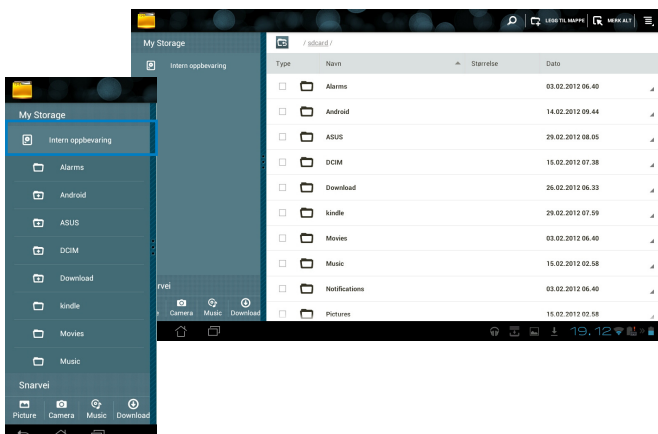 LEGG TIL MAPPE MERK ALT
My Storage
/ sdcard /
Intern oppbevaring
Type Navn Størrelse Dato
Alarms 03.02.2012 06.40
Android 14.02.2012 09.44
ASUS 29.02.2012 08.05
DCIM 15.02.2012 07.38
Download 26.02.2012 06.33
kindle 29.02.2012 07.59
Movies 03.02.2012 06.40
Music 15.02.2012 02.58
Notifications 03.02.2012 06.40
Pictures 15.02.2012 02.58
rvei
Camera Music Download
19.12
My Storage
Intern oppbevaring
Alarms
Android
ASUS
DCIM
Download
kindle
Movies
Music
Snarvei
Picture Camera Music Download